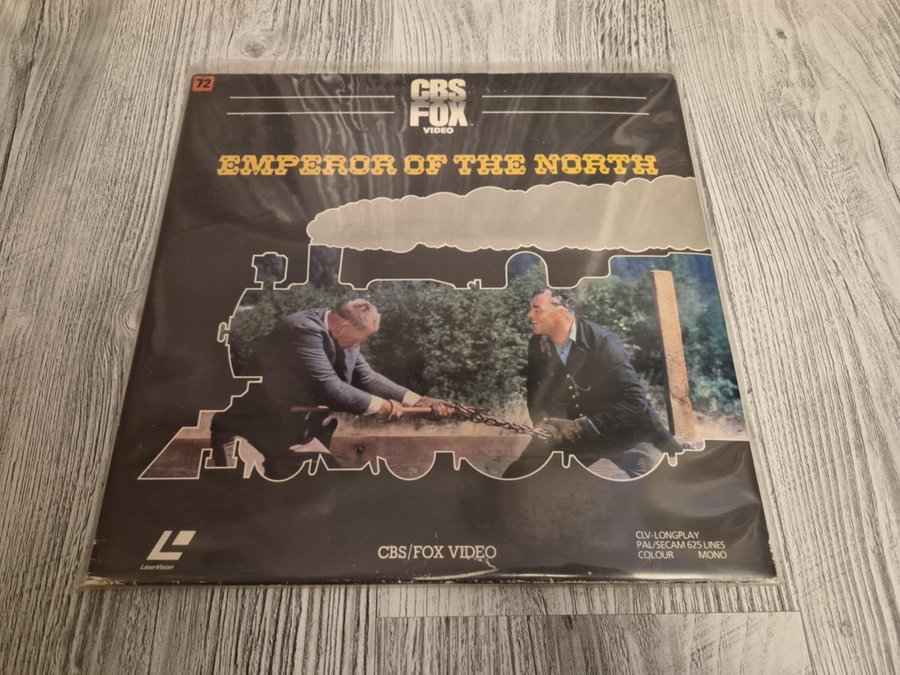 72
CBS
FOX
VIDEO
EMPEROR OF THE NORTH
LaserVision
CBS/FOX VIDEO
CLV-LONGPLAY
PAL/SECAM 625 LINES
COLOUR MONO